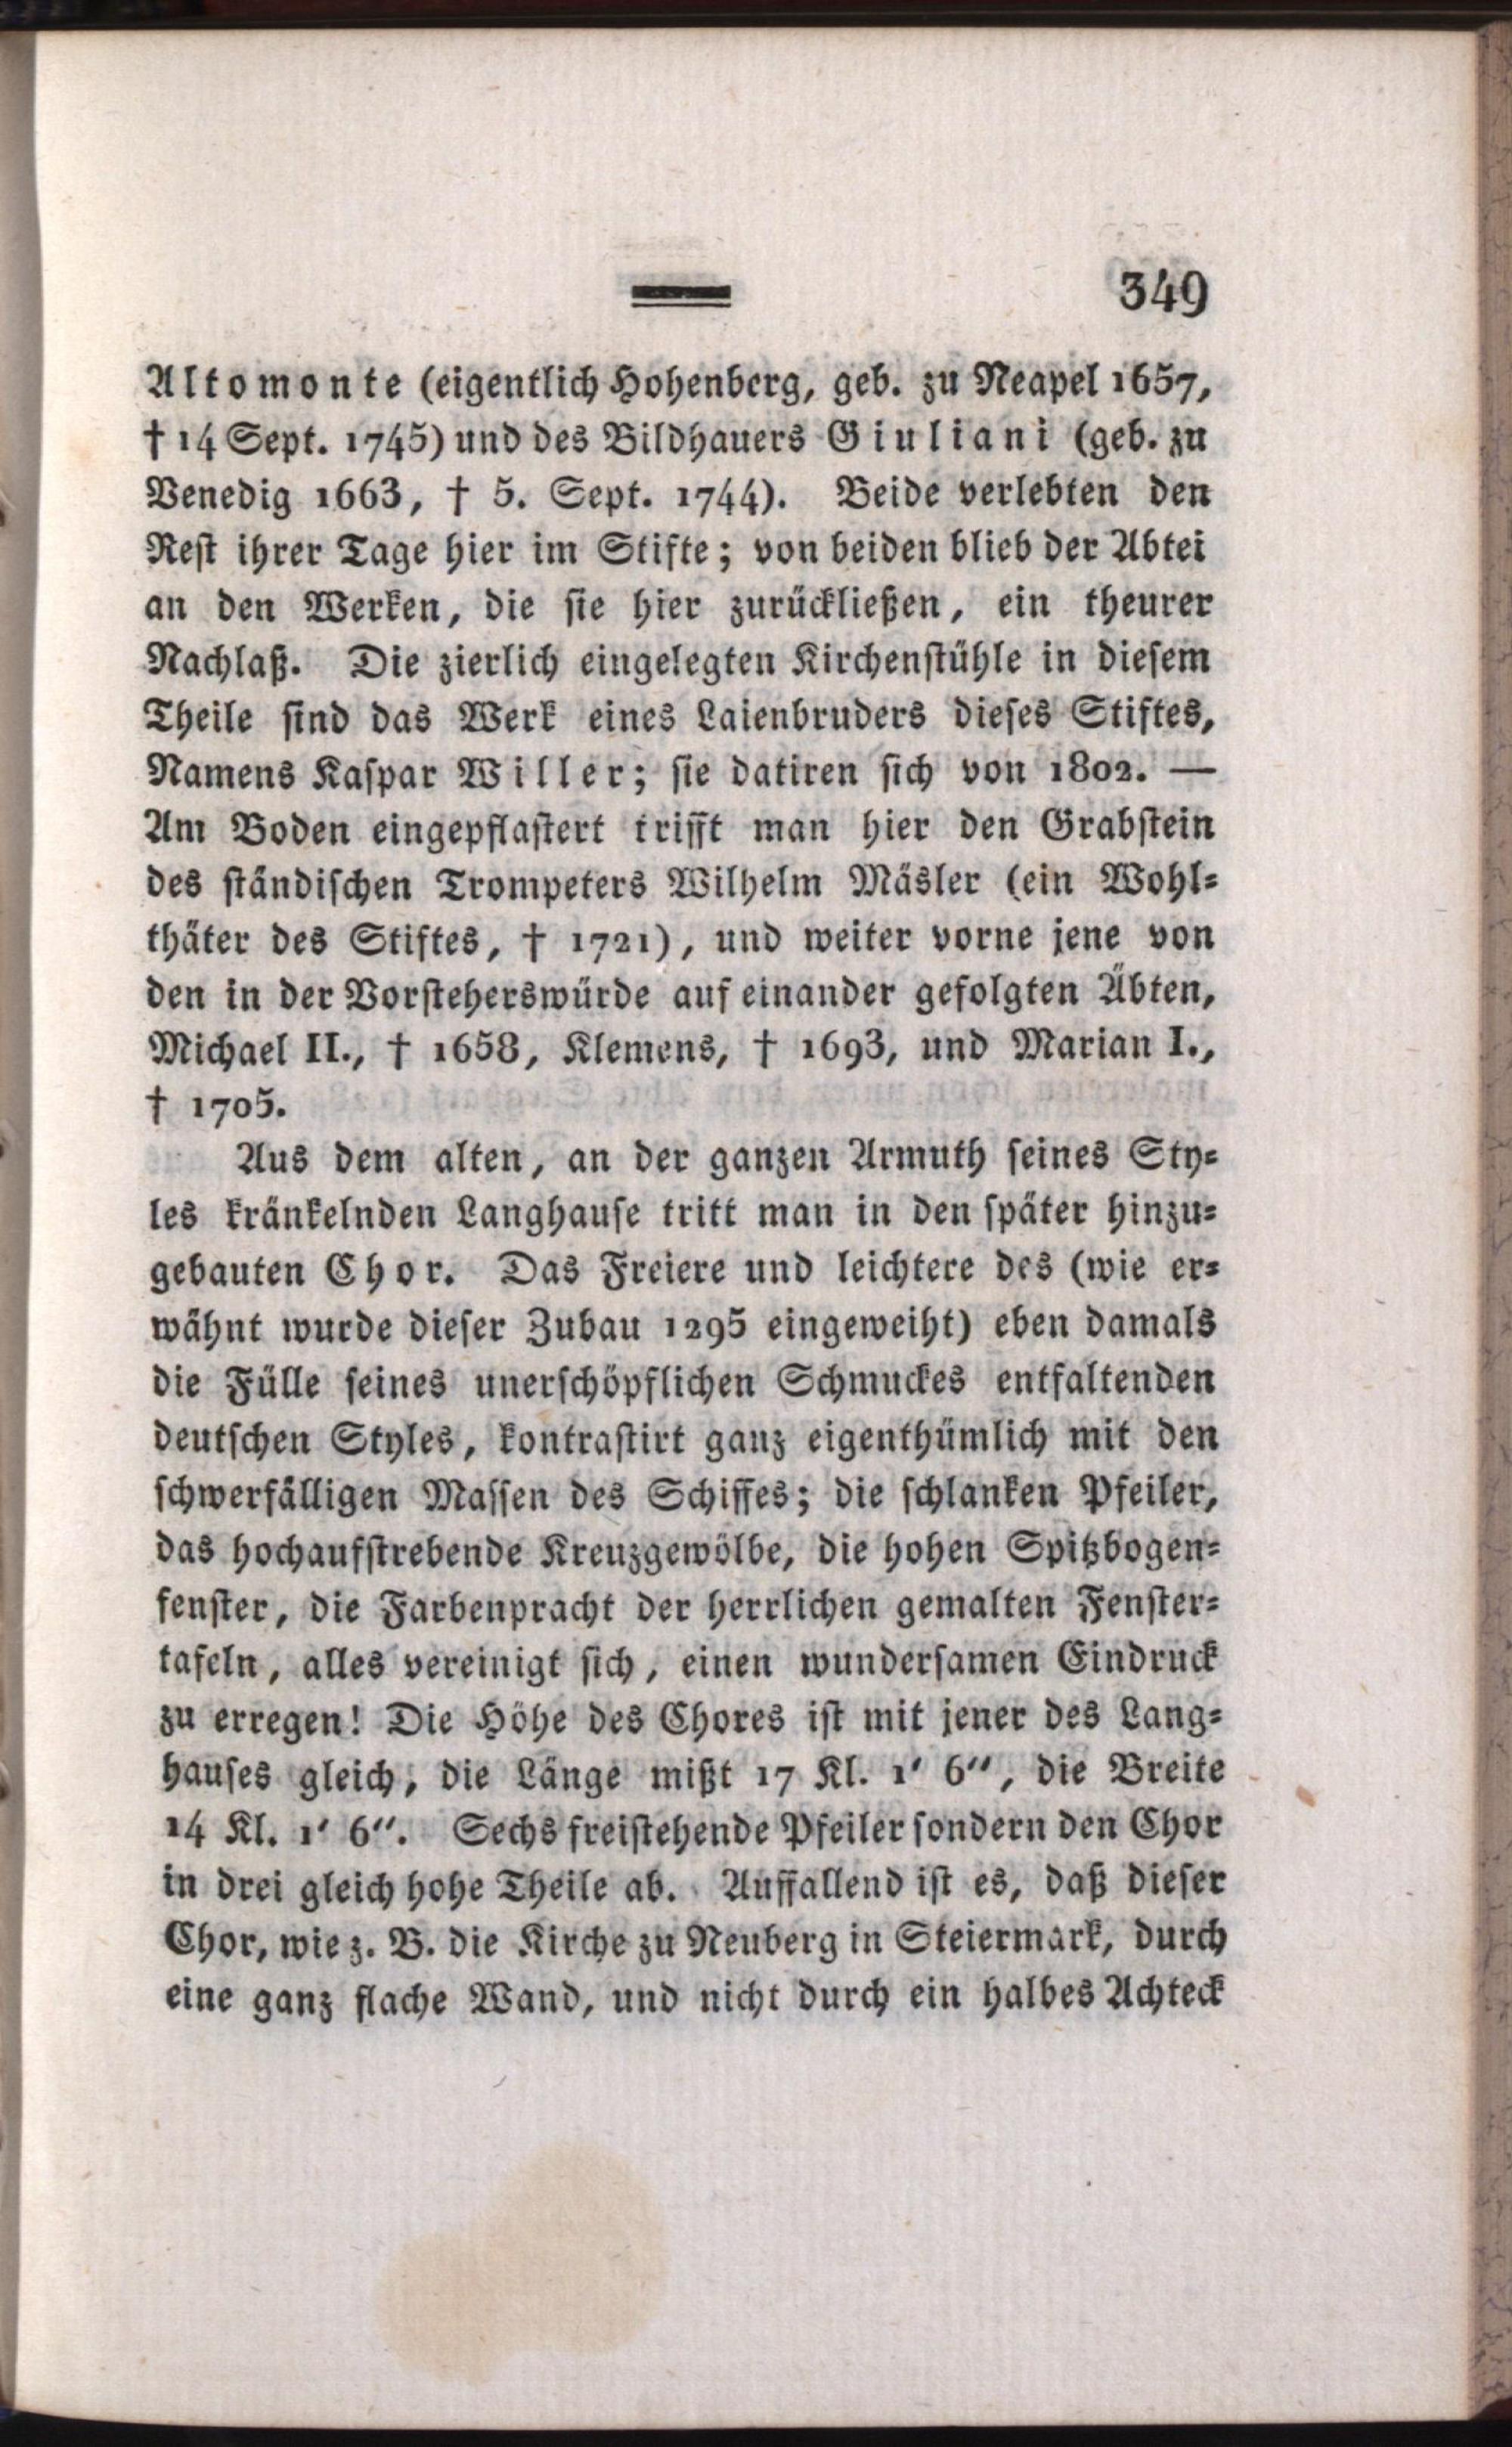 349
Altomonte (eigentlich Hohenberg, geb. zu Neapel 1657,
† 14 Sept. 1745) und des Bildhauers Giuliani (geb. zu
Venedig 1663, † 5. Sept. 1744). Beide verlebten den
Rest ihrer Tage hier im Stifte; von beiden blieb der Abtei
an den Werken, die sie hier zurückließen, ein theurer
Nachlaß. Die zierlich eingelegten Kirchenstühle in diesem
Theile sind das Werk eines Laienbruders dieses Stiftes,
Namens Kaspar Willer; sie datiren sich von 1802. —
Am Boden eingepflastert trifft man hier den Grabstein
des ständischen Trompeters Wilhelm Mäsler (ein Wohl=
thäter des Stiftes, † 1721), und weiter vorne jene von
den in der Vorsteherswürde auf einander gefolgten Äbten,
Michael II., † 1658, Klemens, † 1693, und Marian I.,
† 1705.
Aus dem alten, an der ganzen Armuth seines Sty=
les kränkelnden Langhause tritt man in den später hinzu=
gebauten Chor. Das Freiere und leichtere des (wie er=
wähnt wurde dieser Zubau 1295 eingeweiht) eben damals
die Fülle seines unerschöpflichen Schmuckes entfaltenden
deutschen Styles, kontrastirt ganz eigenthümlich mit den
schwerfälligen Massen des Schiffes; die schlanken Pfeiler,
das hochaufstrebende Kreuzgewölbe, die hohen Spitzbogen=
fenster, die Farbenpracht der herrlichen gemalten Fenster=
tafeln, alles vereinigt sich, einen wundersamen Eindruck
zu erregen! Die Höhe des Chores ist mit jener des Lang=
hauses gleich, die Länge mißt 17 Kl. 1' 6'', die Breite
14 Kl. 1' 6''. Sechs freistehende Pfeiler sondern den Chor
in drei gleich hohe Theile ab. Auffallend ist es, daß dieser
Chor, wie z. B. die Kirche zu Neuberg in Steiermark, durch
eine ganz flache Wand, und nicht durch ein halbes Achteck